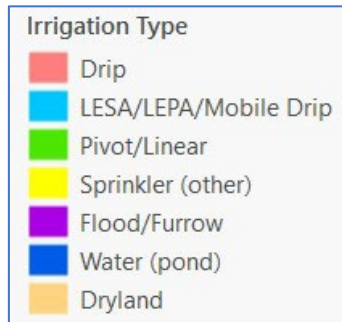 Irrigation Type
Drip
LESA/LEPA/Mobile Drip
Pivot/Linear
Sprinkler (other)
Flood/Furrow
Water (pond)
Dryland